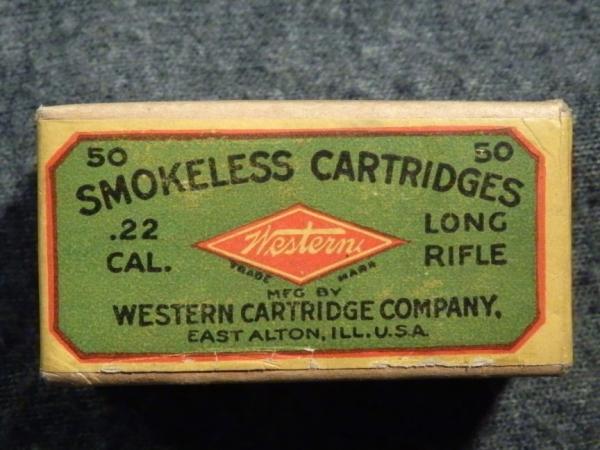 50 50
SMOKELESS CARTRIDGES
.22 LONG
CAL. RIFLE
Western
TRADE MARK
MFG BY
WESTERN CARTRIDGE COMPANY,
EAST ALTON, ILL. U.S.A.